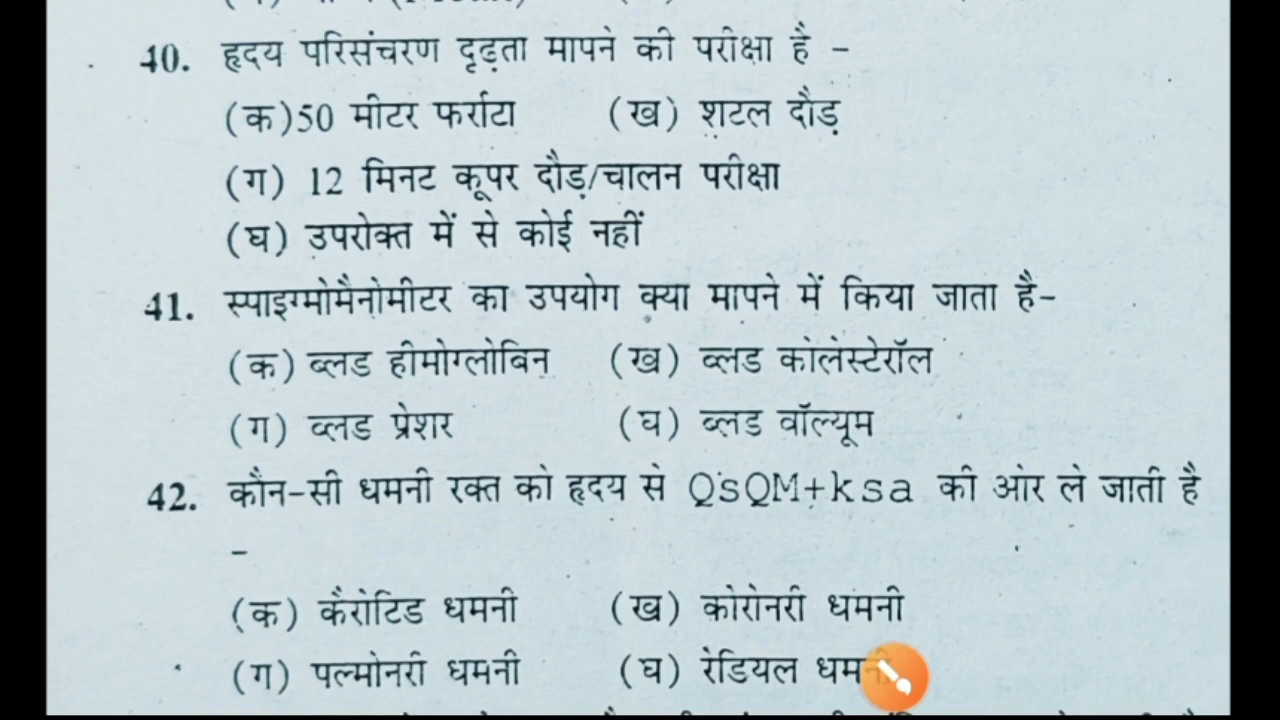 40. हृदय परिसंचरण दृढ़ता मापने की परीक्षा है -
(क)50 मीटर फर्राटा (ख) शटल दौड़
(ग) 12 मिनट कूपर दौड़/चालन परीक्षा
(घ) उपरोक्त में से कोई नहीं
41. स्पाइग्मोमैनोमीटर का उपयोग क्या मापने में किया जाता है-
(क) ब्लड हीमोग्लोबिन (ख) ब्लड कोलेस्टेरॉल
(ग) ब्लड प्रेशर (घ) ब्लड वॉल्यूम
42. कौन-सी धमनी रक्त को हृदय से QsQM+ksa की ओर ले जाती है
-
(क) कैरोटिड धमनी (ख) कोरोनरी धमनी
(ग) पल्मोनरी धमनी (घ) रेडियल धमनी